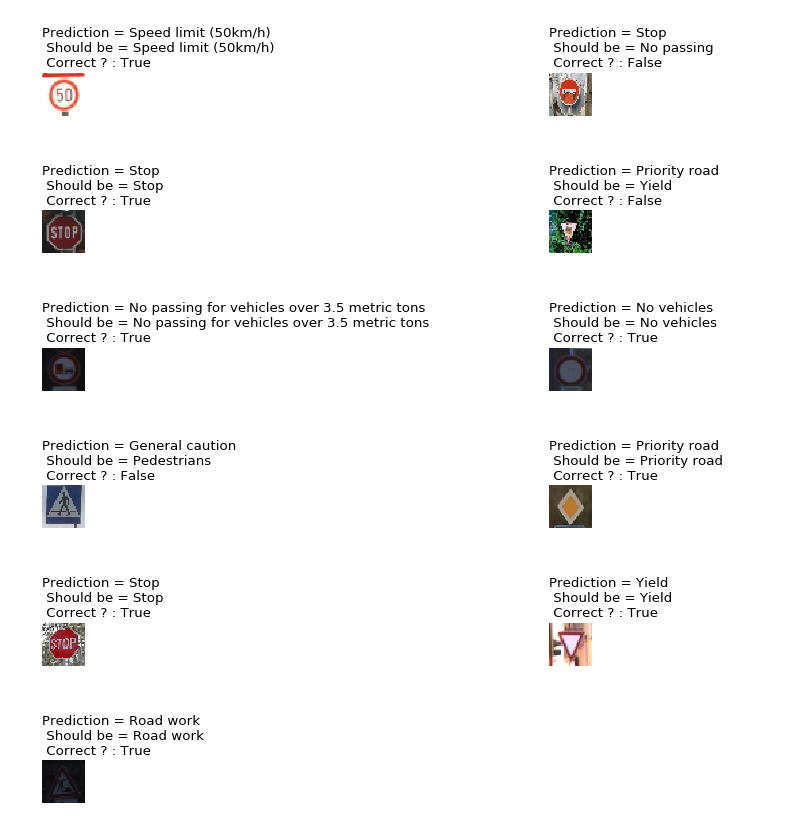 Prediction = Speed limit (50km/h)
Should be = Speed limit (50km/h)
Correct ? : True
50
Prediction = Stop
Should be = No passing
Correct ? : False
Prediction = Stop
Should be = Stop
Correct ? : True
STOP
Prediction = Priority road
Should be = Yield
Correct ? : False
Prediction = No passing for vehicles over 3.5 metric tons
Should be = No passing for vehicles over 3.5 metric tons
Correct ? : True
Prediction = No vehicles
Should be = No vehicles
Correct ? : True
Prediction = General caution
Should be = Pedestrians
Correct ? : False
Prediction = Priority road
Should be = Priority road
Correct ? : True
Prediction = Stop
Should be = Stop
Correct ? : True
STOP
Prediction = Yield
Should be = Yield
Correct ? : True
Prediction = Road work
Should be = Road work
Correct ? : True